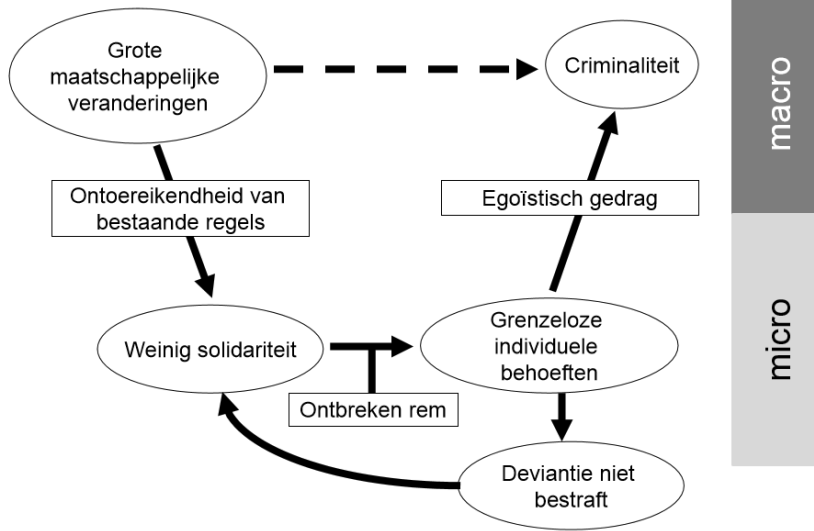 Grote
maatschappelijke
veranderingen
Criminaliteit
macro
Ontoereikendheid van
bestaande regels
Egoïstisch gedrag
Weinig solidariteit
Grenzeloze
individuele
behoeften
micro
Ontbreken rem
Deviantie niet
bestraft